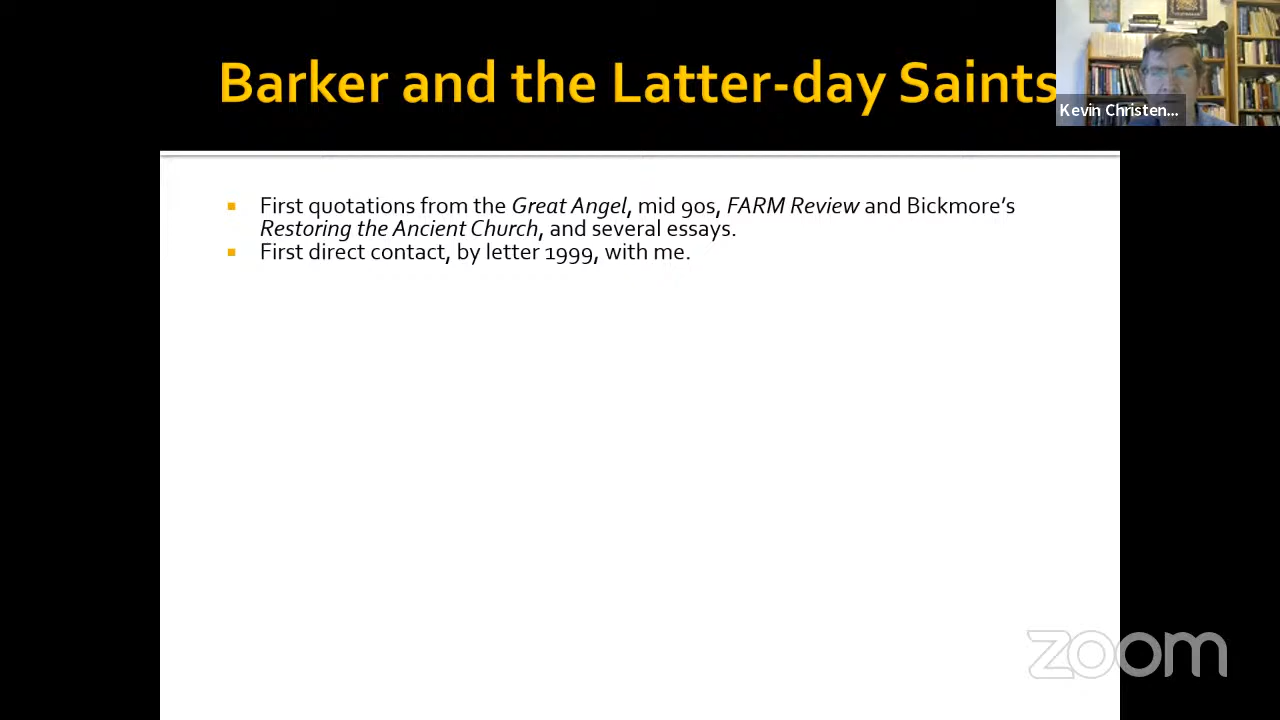 Barker and the Latter-day Saints
Kevin Christen...
▪ First quotations from the Great Angel, mid 90s, FARM Review and Bickmore's
Restoring the Ancient Church, and several essays.
▪ First direct contact, by letter 1999, with me.
zoom